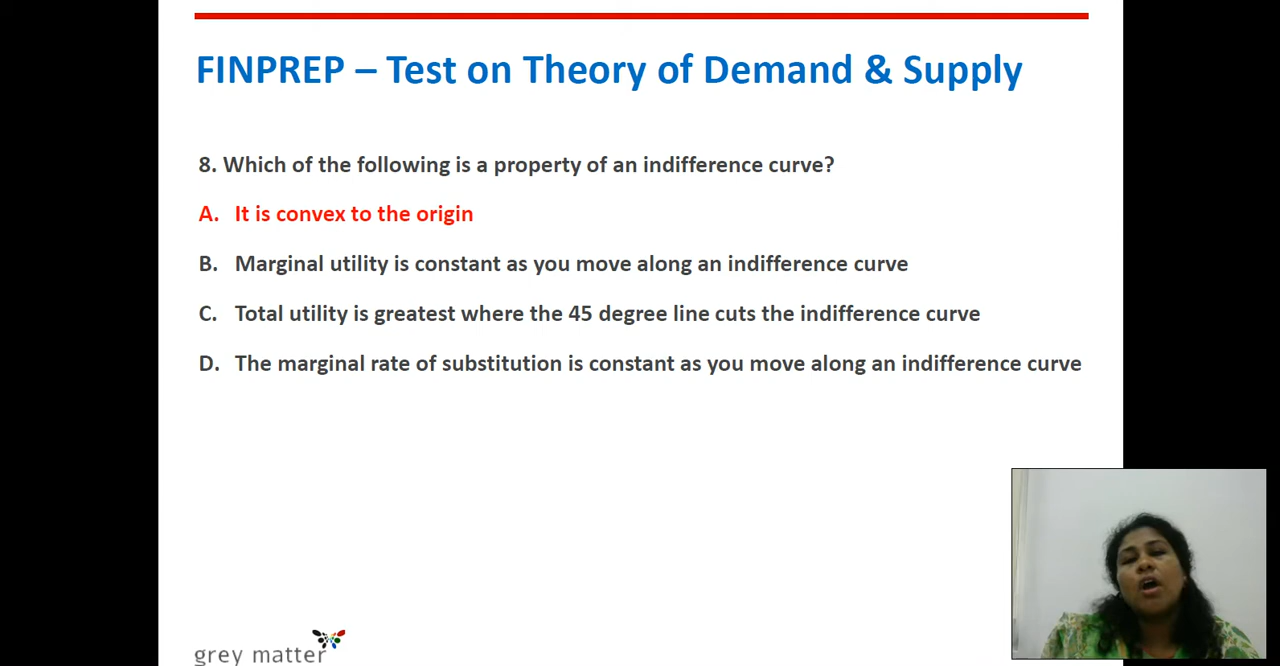 FINPREP – Test on Theory of Demand & Supply
8. Which of the following is a property of an indifference curve?
A. It is convex to the origin
B. Marginal utility is constant as you move along an indifference curve
C. Total utility is greatest where the 45 degree line cuts the indifference curve
D. The marginal rate of substitution is constant as you move along an indifference curve
grey matter